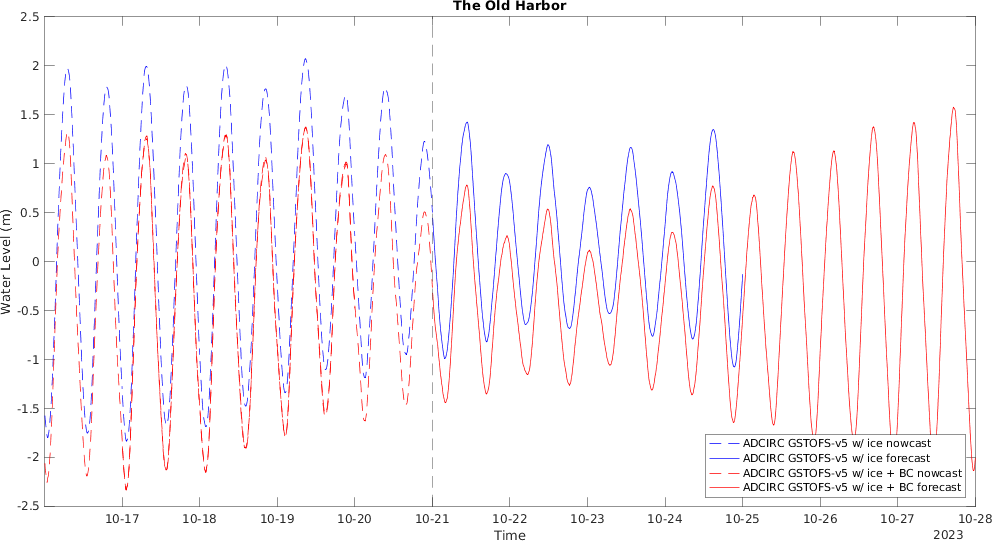 The Old Harbor
2.5
2
1.5
1
0.5
0
-0.5
-1
-1.5
-2
-2.5
Water Level (m)
ADCIRC GSTOFS-v5 w/ ice nowcast
ADCIRC GSTOFS-v5 w/ ice forecast
ADCIRC GSTOFS-v5 w/ ice + BC nowcast
ADCIRC GSTOFS-v5 w/ ice + BC forecast
10-17 10-18 10-19 10-20 10-21 10-22 10-23 10-24 10-25 10-26 10-27 10-28
Time
2023